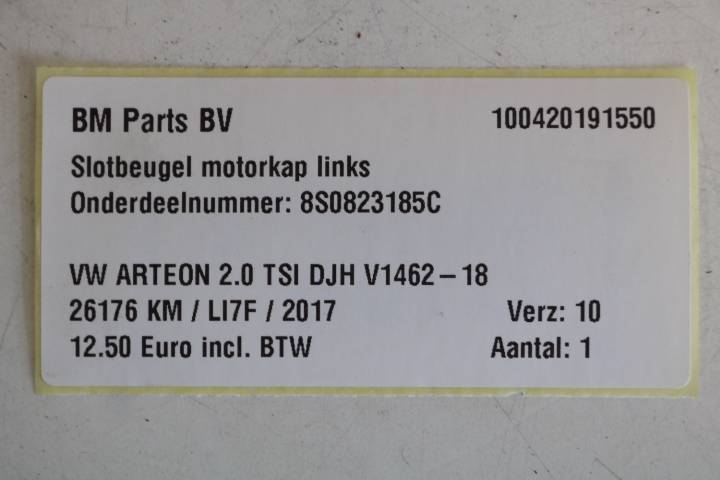 BM Parts BV 100420191550
Slotbeugel motorkap links
Onderdeelnummer: 8S0823185C
VW ARTEON 2.0 TSI DJH V1462-18
26176 KM / LI7F / 2017 Verz: 10
12.50 Euro incl. BTW Aantal: 1